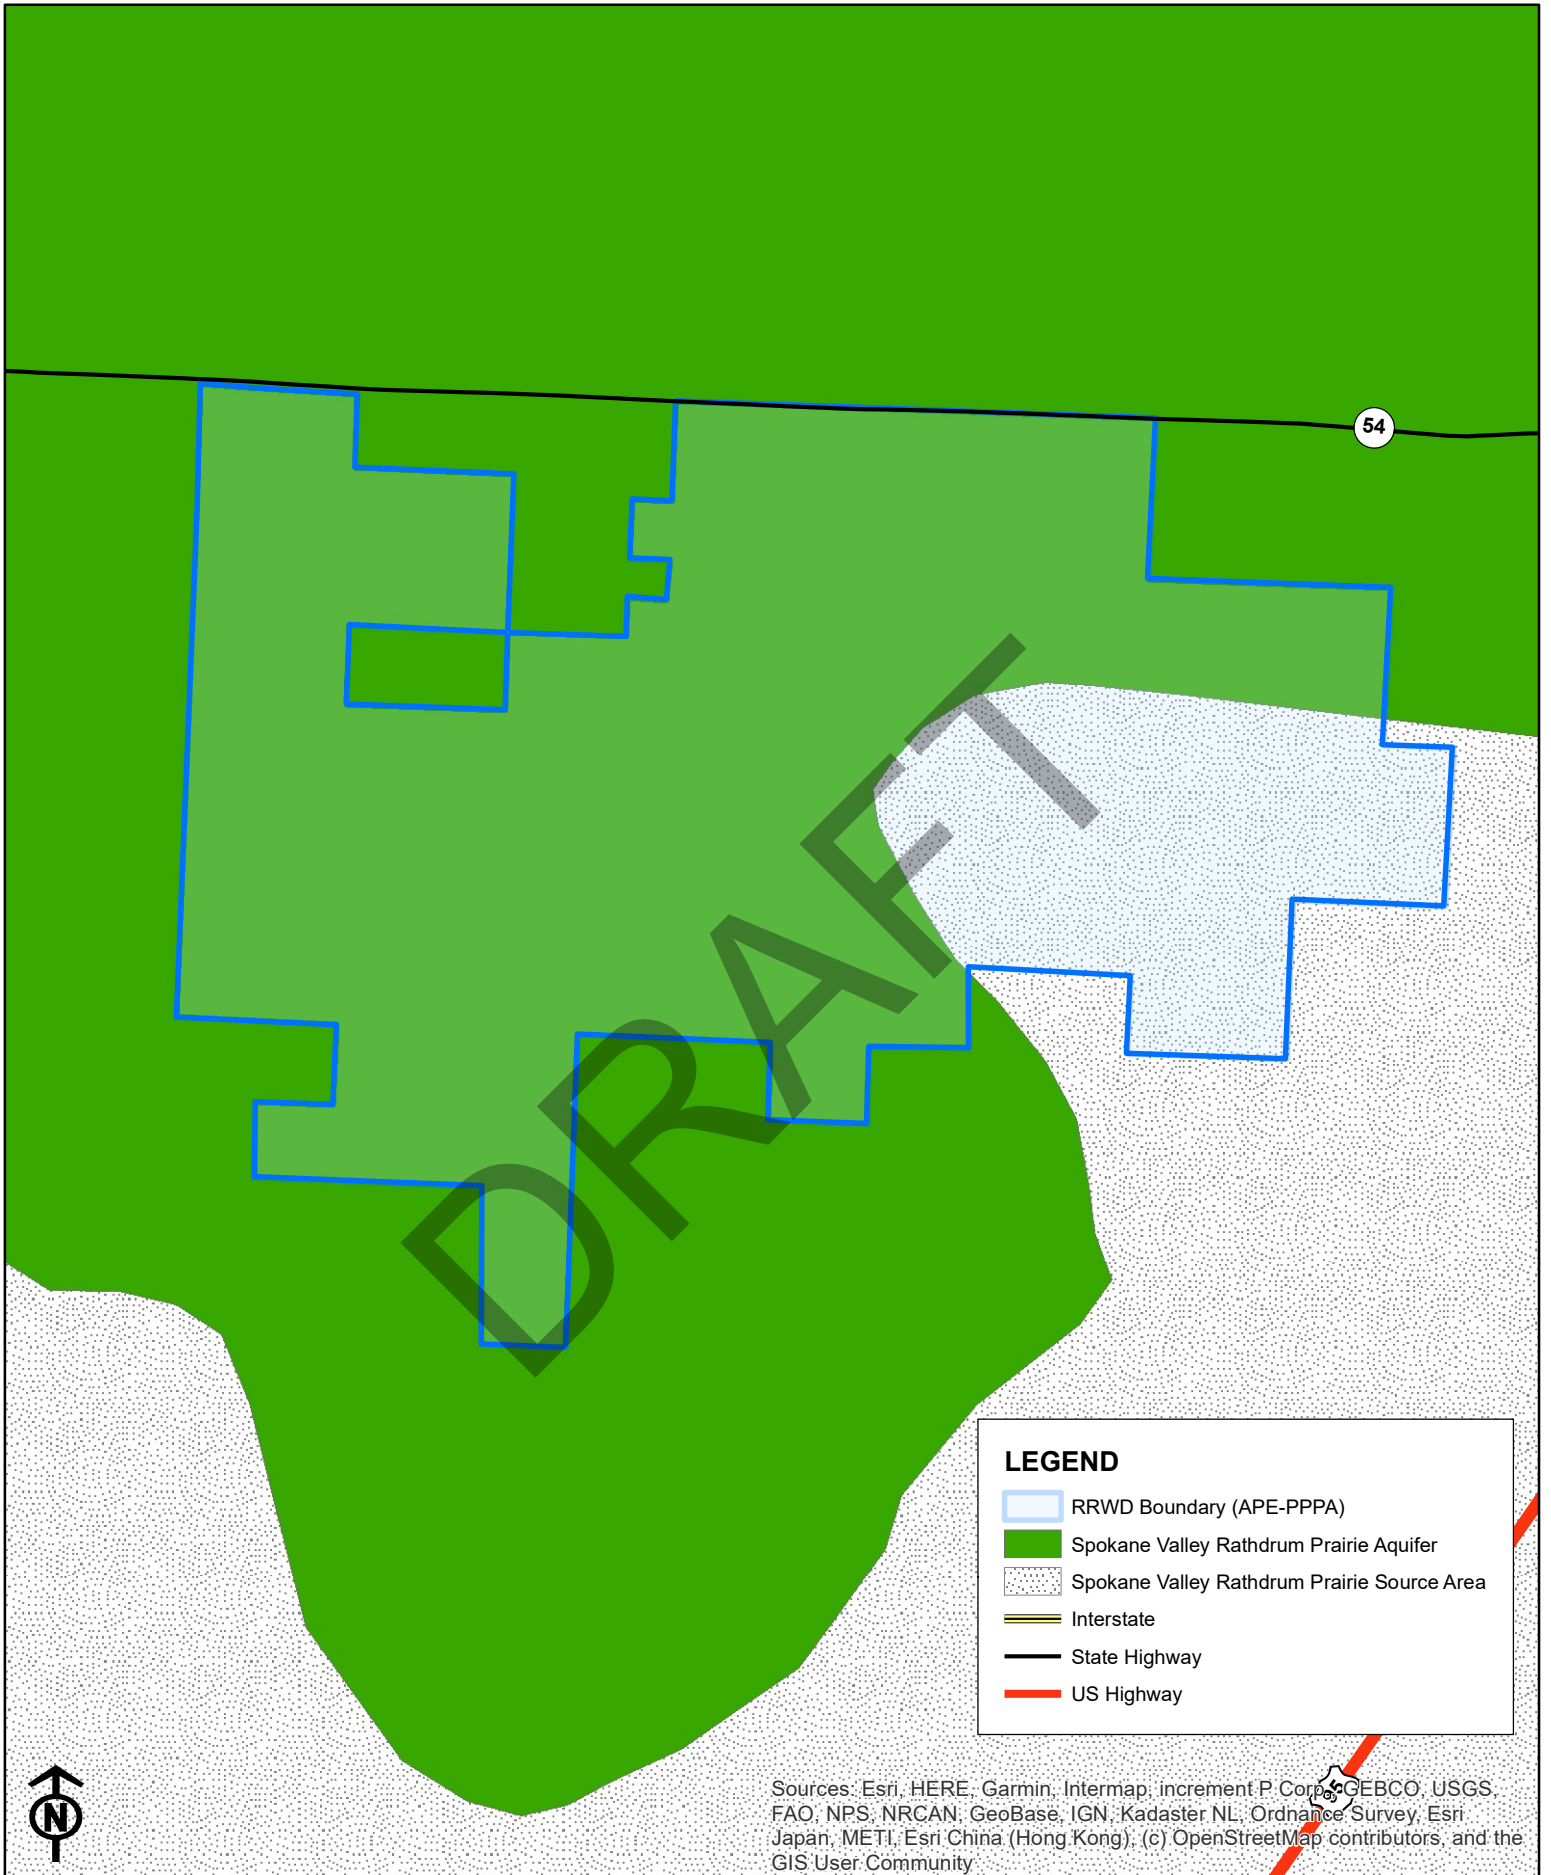 54
DRAFT
LEGEND
RRWD Boundary (APE-PPPA)
Spokane Valley Rathdrum Prairie Aquifer
Spokane Valley Rathdrum Prairie Source Area
Interstate
State Highway
US Highway
95
Sources: Esri, HERE, Garmin, Intermap, increment P Corp., GEBCO, USGS,
FAO, NPS, NRCAN, GeoBase, IGN, Kadaster NL, Ordnance Survey, Esri
Japan, METI, Esri China (Hong Kong), (c) OpenStreetMap contributors, and the
GIS User Community
N